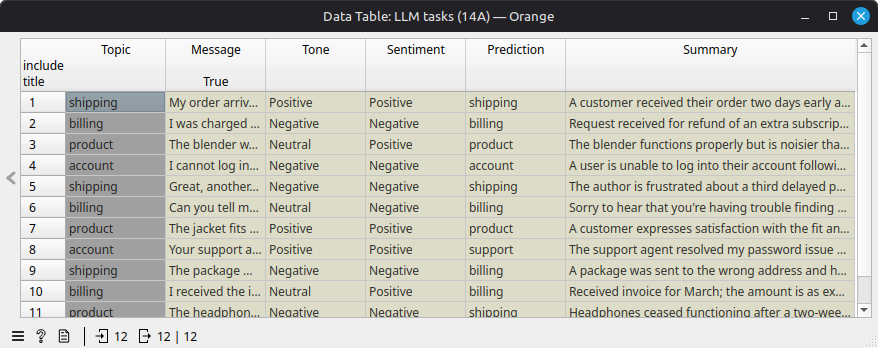 Data Table: LLM tasks (14A) — Orange
Topic Message Tone Sentiment Prediction Summary
include
title True
1 shipping My order arriv... Positive Positive shipping A customer received their order two days early a...
2 billing I was charged ... Negative Negative billing Request received for refund of an extra subscrip...
3 product The blender w... Neutral Positive product The blender functions properly but is noisier tha...
4 account I cannot log in... Negative Negative account A user is unable to log into their account followi...
5 shipping Great, another... Negative Negative shipping The author is frustrated about a third delayed p...
6 billing Can you tell m... Neutral Negative billing Sorry to hear that you're having trouble finding ...
7 product The jacket fits ... Positive Positive product A customer expresses satisfaction with the fit an...
8 account Your support a... Positive Positive support The support agent resolved my password issue ...
9 shipping The package ... Negative Negative billing A package was sent to the wrong address and h...
10 billing I received the i... Neutral Positive billing Received invoice for March; the amount is as ex...
11 product The headphon... Negative Negative shipping Headphones ceased functioning after a two-wee...
12 12 | 12